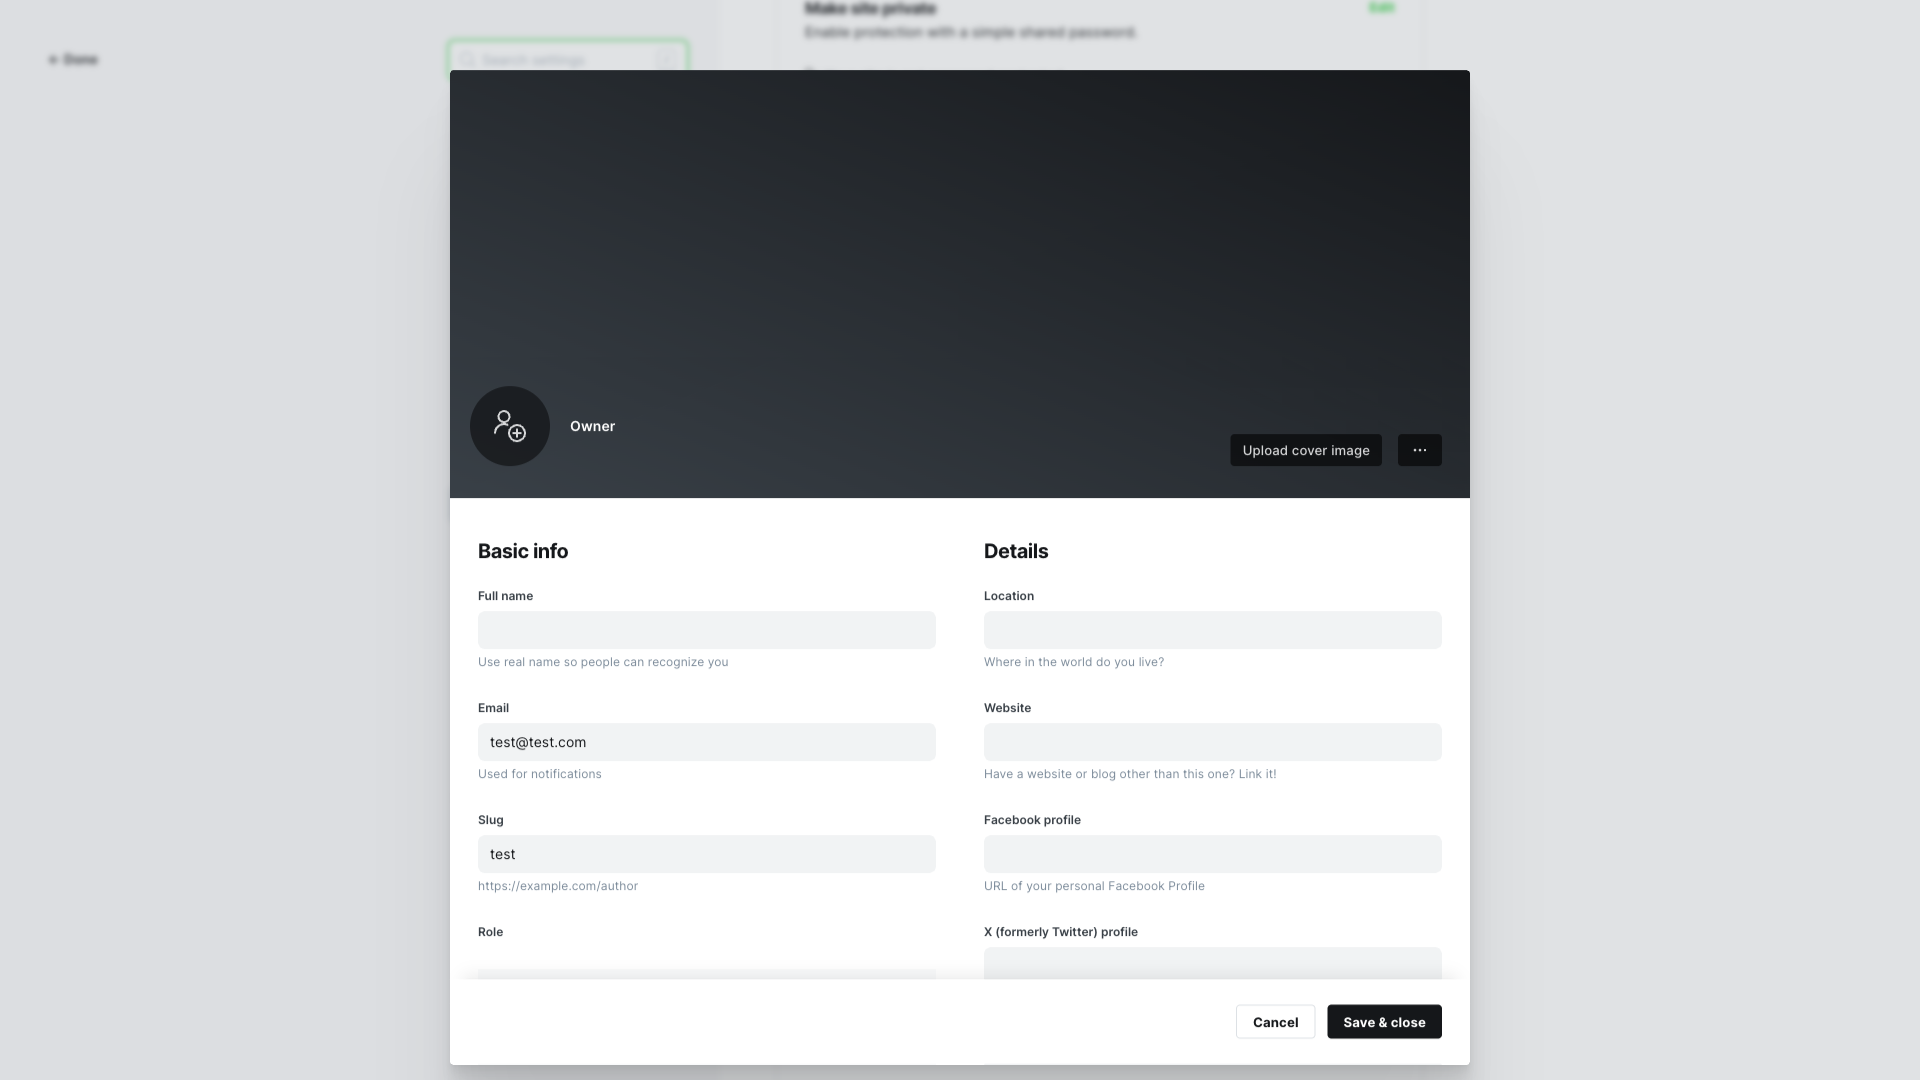 Make site private
Edit
Enable protection with a simple shared password.
← Done
Search settings
Owner
Upload cover image
Basic info
Full name
Use real name so people can recognize you
Email
test@test.com
Used for notifications
Slug
test
https://example.com/author
Role
Details
Location
Where in the world do you live?
Website
Have a website or blog other than this one? Link it!
Facebook profile
URL of your personal Facebook Profile
X (formerly Twitter) profile
Cancel
Save & close